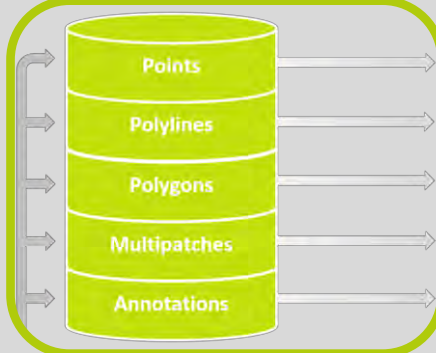 Points
Polylines
Polygons
Multipatches
Annotations